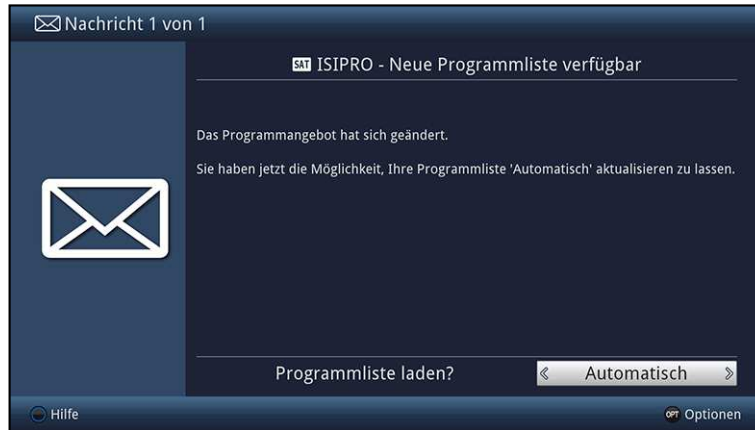 Nachricht 1 von 1
SAT ISIPRO - Neue Programmliste verfügbar
Das Programmangebot hat sich geändert.
Sie haben jetzt die Möglichkeit, Ihre Programmliste 'Automatisch' aktualisieren zu lassen.
Programmliste laden? « Automatisch »
Hilfe OPT Optionen